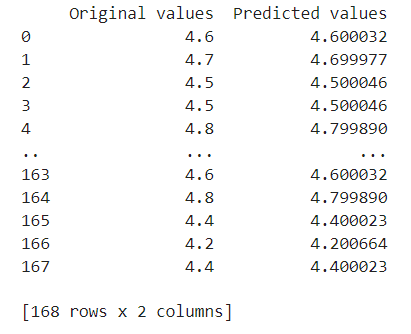 Original values Predicted values
0 4.6 4.600032
1 4.7 4.699977
2 4.5 4.500046
3 4.5 4.500046
4 4.8 4.799890
.. ... ...
163 4.6 4.600032
164 4.8 4.799890
165 4.4 4.400023
166 4.2 4.200664
167 4.4 4.400023
[168 rows x 2 columns]